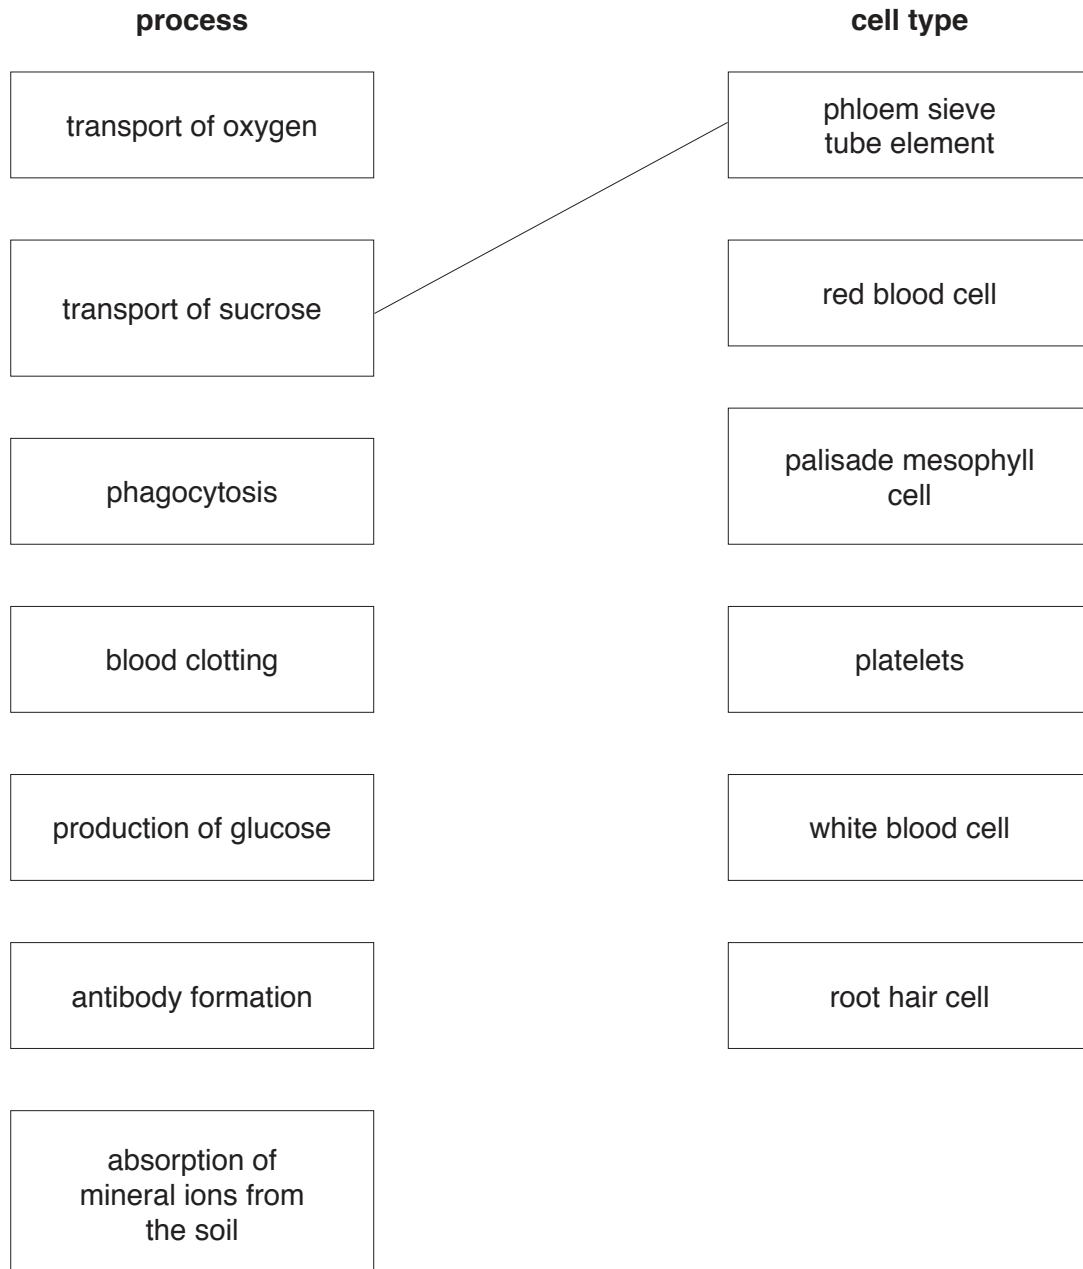 process
cell type
transport of oxygen
phloem sieve
tube element
transport of sucrose
red blood cell
phagocytosis
palisade mesophyll
cell
blood clotting
platelets
production of glucose
white blood cell
antibody formation
root hair cell
absorption of
mineral ions from
the soil